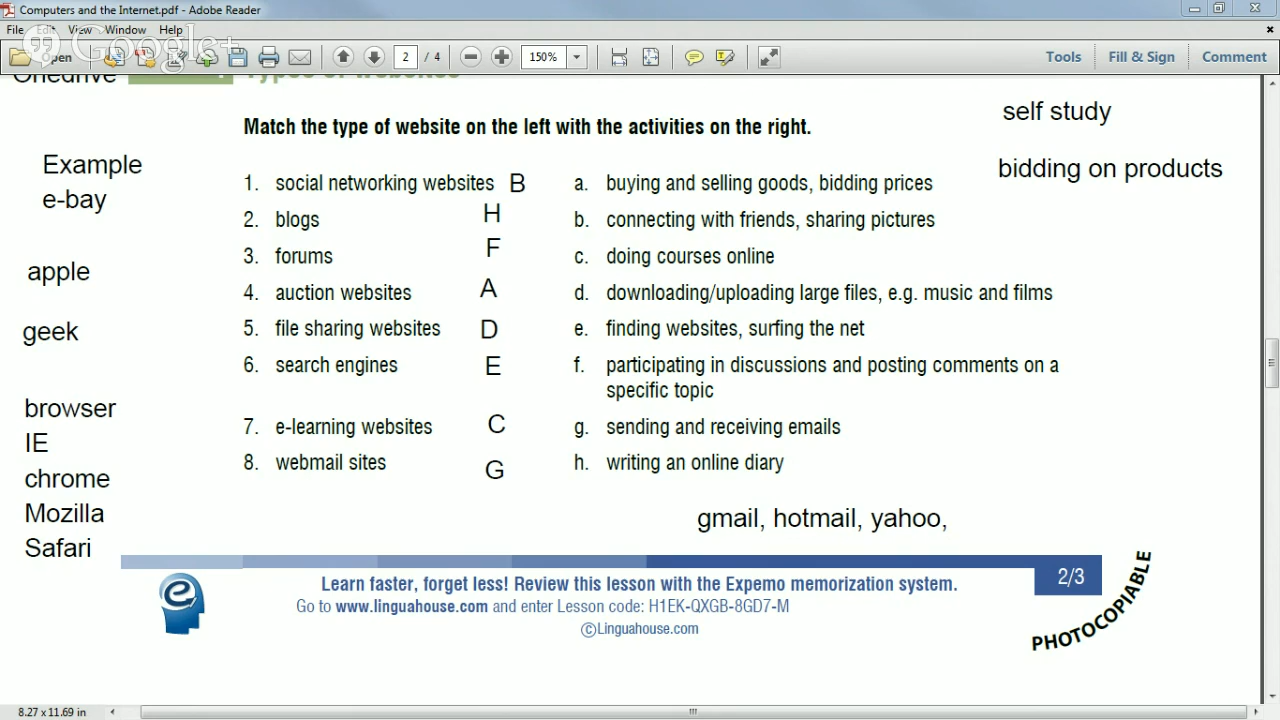 Computers and the Internet.pdf - Adobe Reader
File Edit View Window Help
Google+
Open 2 / 4 150% Tools Fill & Sign Comment
Onedrive Types of websites
self study
Match the type of website on the left with the activities on the right.
Example
bidding on products
1. social networking websites B a. buying and selling goods, bidding prices
e-bay
2. blogs H b. connecting with friends, sharing pictures
3. forums F c. doing courses online
apple
4. auction websites A d. downloading/uploading large files, e.g. music and films
geek
5. file sharing websites D e. finding websites, surfing the net
6. search engines E f. participating in discussions and posting comments on a
specific topic
browser
7. e-learning websites C g. sending and receiving emails
IE
8. webmail sites G h. writing an online diary
chrome
Mozilla
gmail, hotmail, yahoo,
Safari
Learn faster, forget less! Review this lesson with the Expemo memorization system.
2/3
Go to www.linguahouse.com and enter Lesson code: H1EK-QXGB-8GD7-M
©Linguahouse.com
PHOTOCOPIABLE
8.27 x 11.69 in